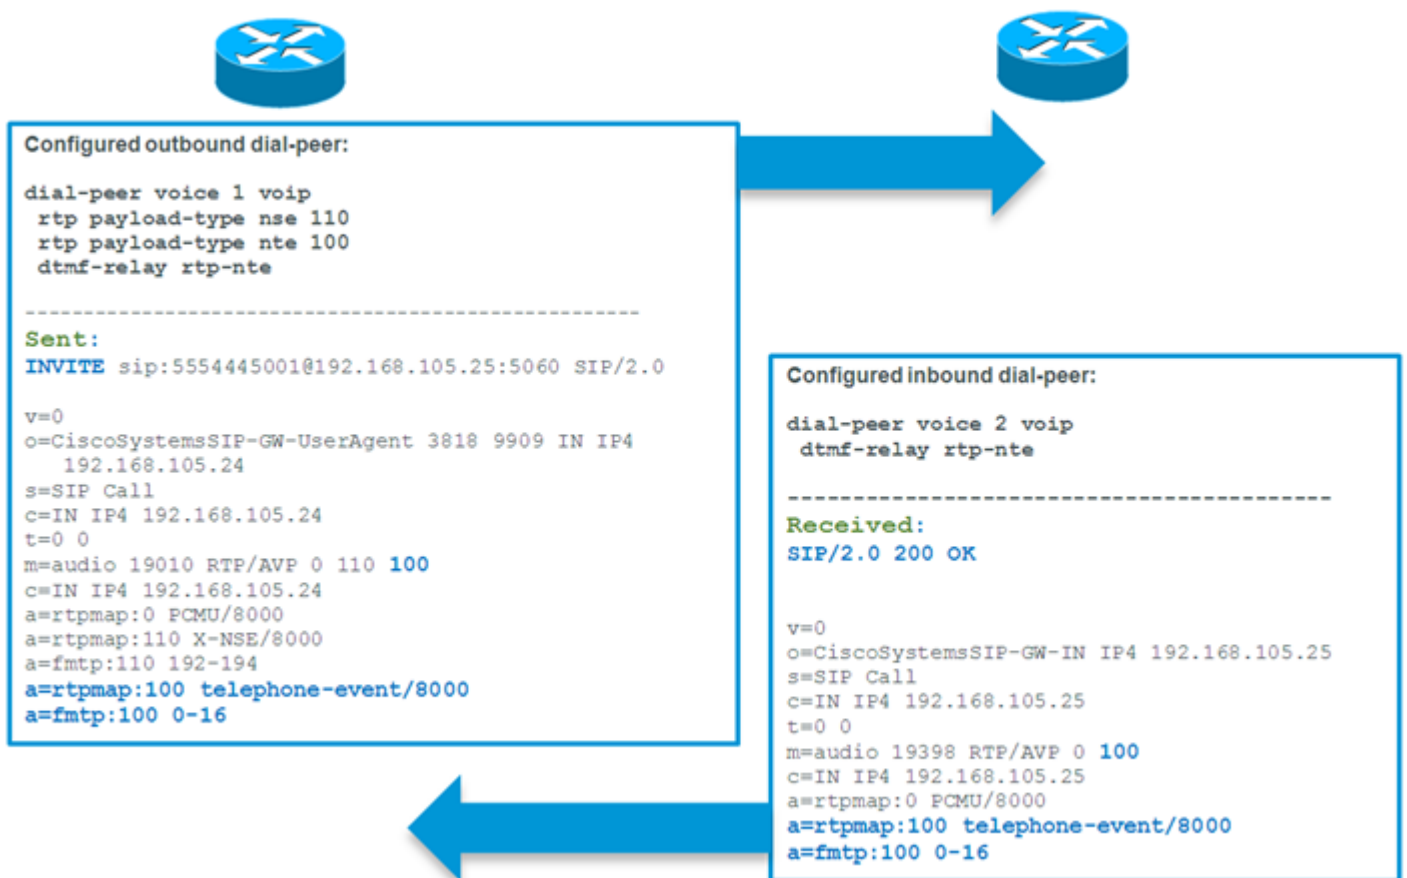 Configured outbound dial-peer:
dial-peer voice 1 voip
rtp payload-type nse 110
rtp payload-type nte 100
dtmf-relay rtp-nte
-----------------------------------------------------
Sent:
INVITE sip:5554445001@192.168.105.25:5060 SIP/2.0
v=0
o=CiscoSystemsSIP-GW-UserAgent 3818 9909 IN IP4
192.168.105.24
s=SIP Call
c=IN IP4 192.168.105.24
t=0 0
m=audio 19010 RTP/AVP 0 110 100
c=IN IP4 192.168.105.24
a=rtpmap:0 PCMU/8000
a=rtpmap:110 X-NSE/8000
a=fmtp:110 192-194
a=rtpmap:100 telephone-event/8000
a=fmtp:100 0-16
Configured inbound dial-peer:
dial-peer voice 2 voip
dtmf-relay rtp-nte
------------------------------------------
Received:
SIP/2.0 200 OK
v=0
o=CiscoSystemsSIP-GW-IN IP4 192.168.105.25
s=SIP Call
c=IN IP4 192.168.105.25
t=0 0
m=audio 19398 RTP/AVP 0 100
c=IN IP4 192.168.105.25
a=rtpmap:0 PCMU/8000
a=rtpmap:100 telephone-event/8000
a=fmtp:100 0-16